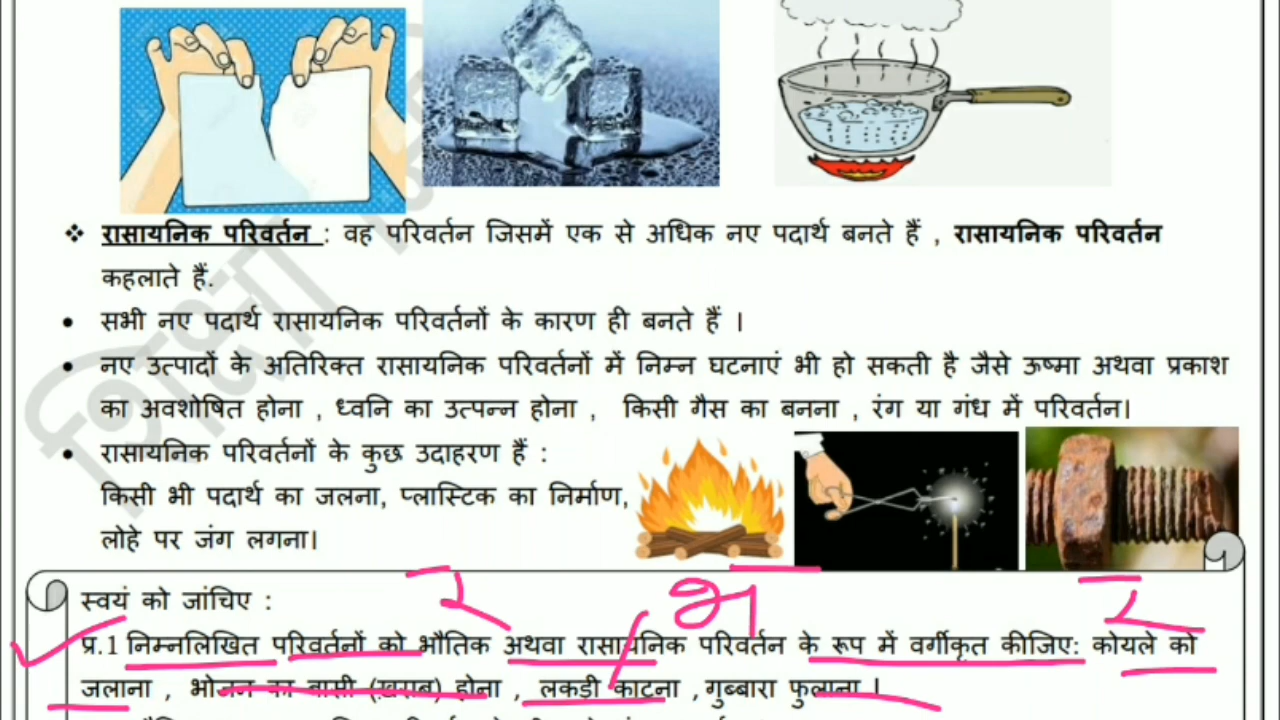 ❖ रासायनिक परिवर्तन : वह परिवर्तन जिसमें एक से अधिक नए पदार्थ बनते हैं , रासायनिक परिवर्तन
कहलाते हैं.
• सभी नए पदार्थ रासायनिक परिवर्तनों के कारण ही बनते हैं ।
• नए उत्पादों के अतिरिक्त रासायनिक परिवर्तनों में निम्न घटनाएं भी हो सकती है जैसे ऊष्मा अथवा प्रकाश
का अवशोषित होना , ध्वनि का उत्पन्न होना , किसी गैस का बनना , रंग या गंध में परिवर्तन।
• रासायनिक परिवर्तनों के कुछ उदाहरण हैं :
किसी भी पदार्थ का जलना, प्लास्टिक का निर्माण,
लोहे पर जंग लगना।
स्वयं को जांचिए :
प्र.1 निम्नलिखित परिवर्तनों को भौतिक अथवा रासायनिक परिवर्तन के रूप में वर्गीकृत कीजिए: कोयले को
जलाना , भोजन का बासी (ख़राब) होना , लकड़ी काटना ,गुब्बारा फुलाना ।
शिक्षा